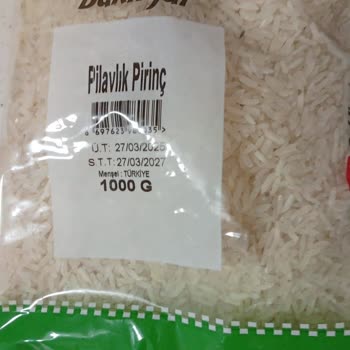 Pilavlık Pirinç
Ü.T: 27/03/2025
S.T.T: 27/03/2027
Menşei : TÜRKİYE
1000 G